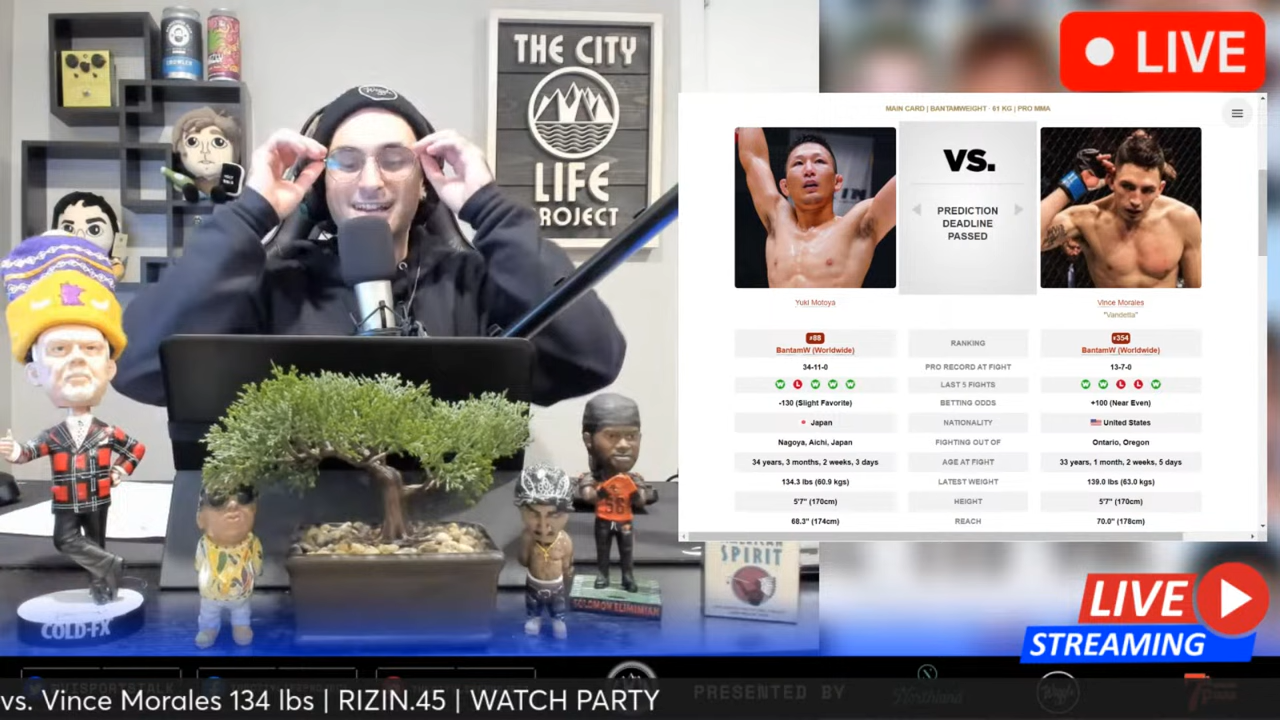 THE CITY
LIFE
PROJECT
LIVE
MAIN CARD | BANTAMWEIGHT · 61 KG | PRO MMA
VS.
PREDICTION
DEADLINE
PASSED
Yuki Motoya
Vince Morales
"Vandetta"
#88
RANKING
#354
BantamW (Worldwide)
BantamW (Worldwide)
34-11-0
PRO RECORD AT FIGHT
13-7-0
W L W W W
LAST 5 FIGHTS
W W L L W
-130 (Slight Favorite)
BETTING ODDS
+100 (Near Even)
Japan
NATIONALITY
United States
Nagoya, Aichi, Japan
FIGHTING OUT OF
Ontario, Oregon
34 years, 3 months, 2 weeks, 3 days
AGE AT FIGHT
33 years, 1 month, 2 weeks, 5 days
134.3 lbs (60.9 kgs)
LATEST WEIGHT
139.0 lbs (63.0 kgs)
5'7" (170cm)
HEIGHT
5'7" (170cm)
68.3" (174cm)
REACH
70.0" (178cm)
SPIRIT
SOLOMON ELIMIMIAN
COLD-FX
LIVE
STREAMING
PRESENTED BY
Northland
vs. Vince Morales 134 lbs | RIZIN.45 | WATCH PARTY